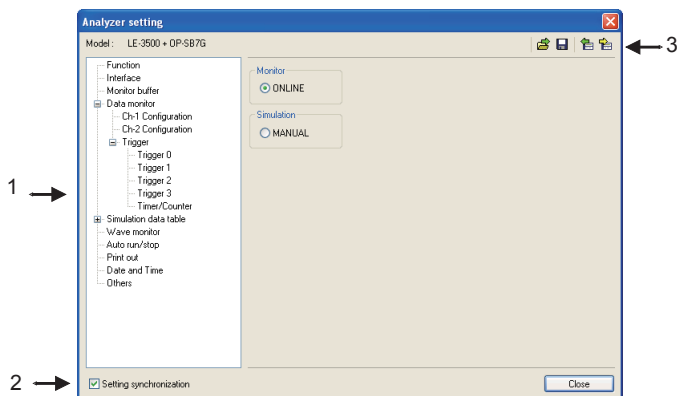 Analyzer setting
Model : LE-3500 + OP-SB7G
3
Function
Interface
Monitor buffer
Data monitor
Ch-1 Configuration
Ch-2 Configuration
Trigger
Trigger 0
Trigger 1
Trigger 2
Trigger 3
Timer/Counter
Simulation data table
Wave monitor
Auto run/stop
Print out
Date and Time
Others
1
Monitor
ONLINE
Simulation
MANUAL
2
Setting synchronization
Close